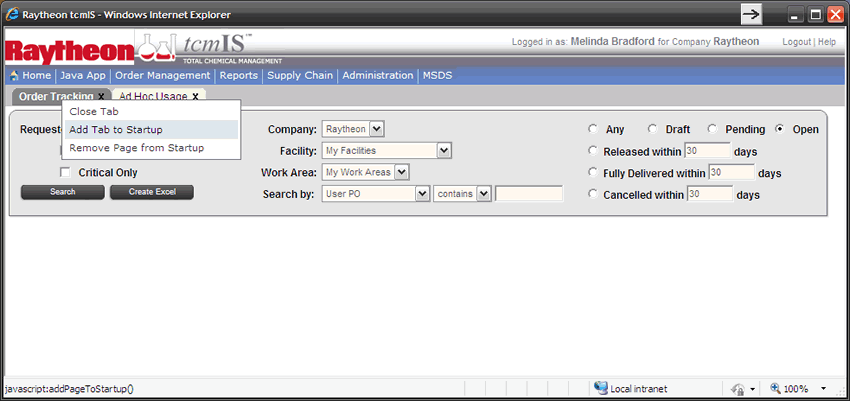 Raytheon tcmIS - Windows Internet Explorer
Raytheon
tcmIS™
TOTAL CHEMICAL MANAGEMENT
Logged in as: Melinda Bradford for Company Raytheon Logout | Help
Home Java App Order Management Reports Supply Chain Administration MSDS
Order Tracking x Ad Hoc Usage x
Close Tab
Add Tab to Startup
Remove Page from Startup
Company: Raytheon Any Draft Pending Open
Facility: My Facilities Released within 30 days
Critical Only Work Area: My Work Areas Fully Delivered within 30 days
Search Create Excel Search by: User PO contains Cancelled within 30 days
javascript:addPageToStartup() Local intranet 100%